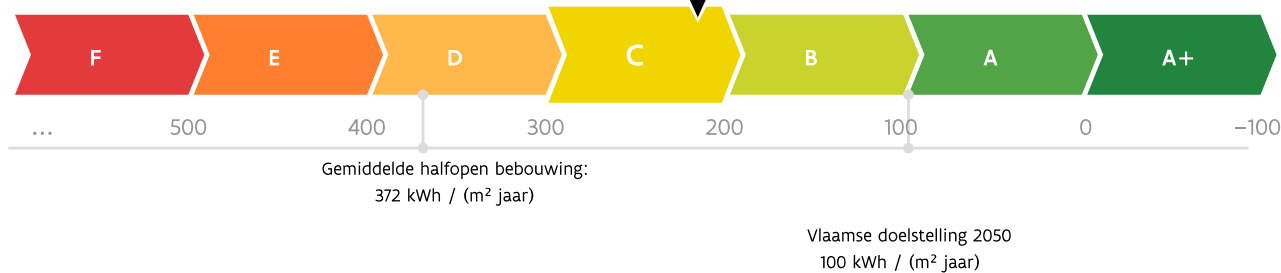 F E D C B A A+
... 500 400 300 200 100 0 −100
Gemiddelde halfopen bebouwing:
372 kWh / (m² jaar)
Vlaamse doelstelling 2050
100 kWh / (m² jaar)